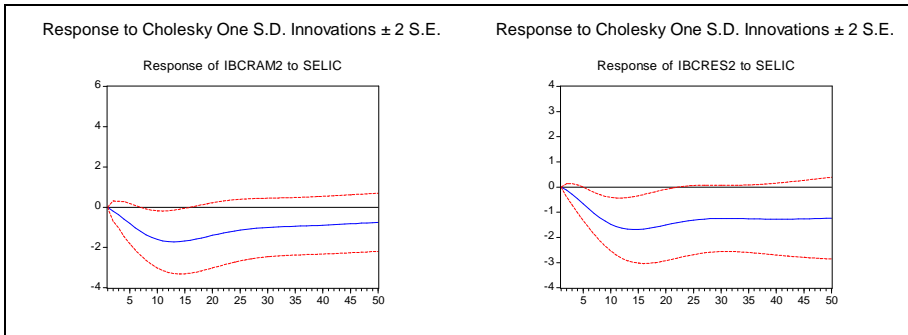 Response to Cholesky One S.D. Innovations ± 2 S.E.
Response of IBCRAM2 to SELIC
6
4
2
0
-2
-4
5 10 15 20 25 30 35 40 45 50
Response to Cholesky One S.D. Innovations ± 2 S.E.
Response of IBCRES2 to SELIC
4
3
2
1
0
-1
-2
-3
-4
5 10 15 20 25 30 35 40 45 50